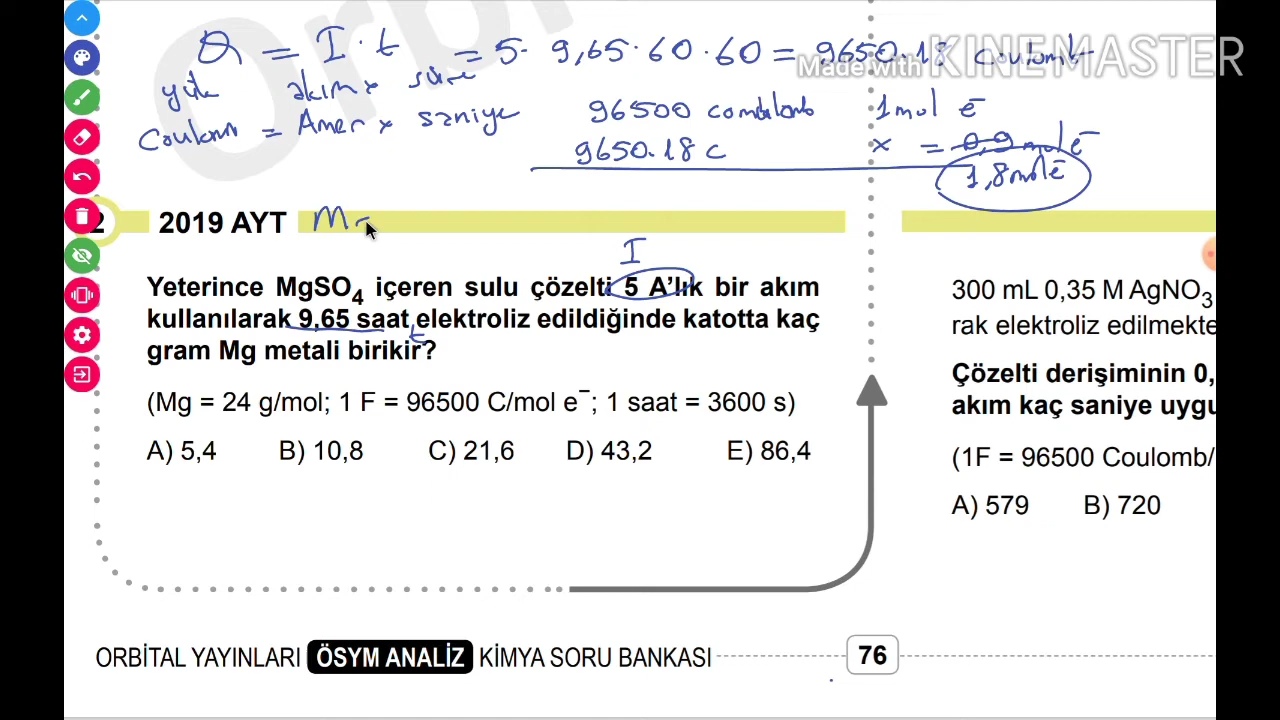 Q = I · t = 5 · 9,65 · 60 · 60 = 9650 · 18 Coulomb
Made with KINEMASTER
yük akım x süre
Coulomb = Amper x saniye
96500 coulomb 1 mol e⁻
9650.18 c x = 0,9 mol e⁻
1,8 mol e⁻
2 2019 AYT M
I
Yeterince MgSO₄ içeren sulu çözelti 5 A’lık bir akım
kullanılarak 9,65 saat elektroliz edildiğinde katotta kaç
t
gram Mg metali birikir?
(Mg = 24 g/mol; 1 F = 96500 C/mol e⁻; 1 saat = 3600 s)
A) 5,4 B) 10,8 C) 21,6 D) 43,2 E) 86,4
300 mL 0,35 M AgNO₃
rak elektroliz edilmekte
Çözelti derişiminin 0,
akım kaç saniye uygu
(1F = 96500 Coulomb/
A) 579 B) 720
ORBİTAL YAYINLARI ÖSYM ANALİZ KİMYA SORU BANKASI 76